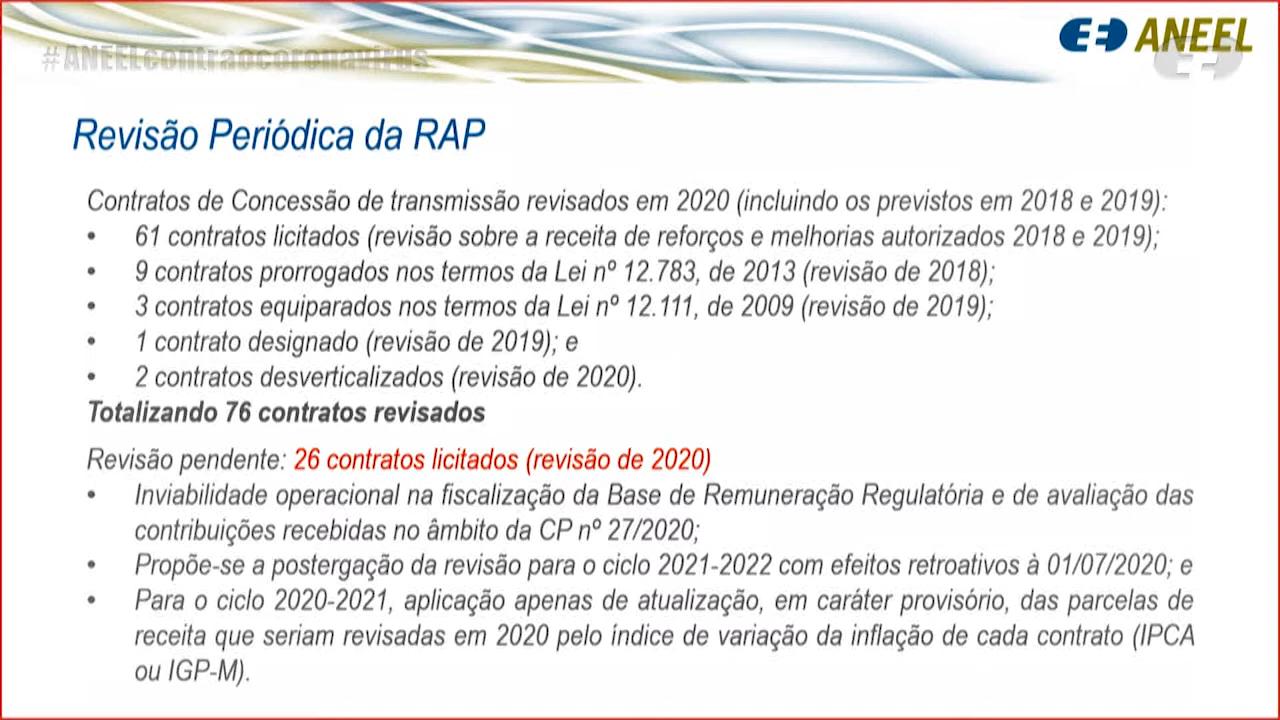 #ANEELcontraocoronavirus
ANEEL
Revisão Periódica da RAP
Contratos de Concessão de transmissão revisados em 2020 (incluindo os previstos em 2018 e 2019):
• 61 contratos licitados (revisão sobre a receita de reforços e melhorias autorizados 2018 e 2019);
• 9 contratos prorrogados nos termos da Lei nº 12.783, de 2013 (revisão de 2018);
• 3 contratos equiparados nos termos da Lei nº 12.111, de 2009 (revisão de 2019);
• 1 contrato designado (revisão de 2019); e
• 2 contratos desverticalizados (revisão de 2020).
Totalizando 76 contratos revisados
Revisão pendente: 26 contratos licitados (revisão de 2020)
• Inviabilidade operacional na fiscalização da Base de Remuneração Regulatória e de avaliação das
contribuições recebidas no âmbito da CP nº 27/2020;
• Propõe-se a postergação da revisão para o ciclo 2021-2022 com efeitos retroativos à 01/07/2020; e
• Para o ciclo 2020-2021, aplicação apenas de atualização, em caráter provisório, das parcelas de
receita que seriam revisadas em 2020 pelo índice de variação da inflação de cada contrato (IPCA
ou IGP-M).